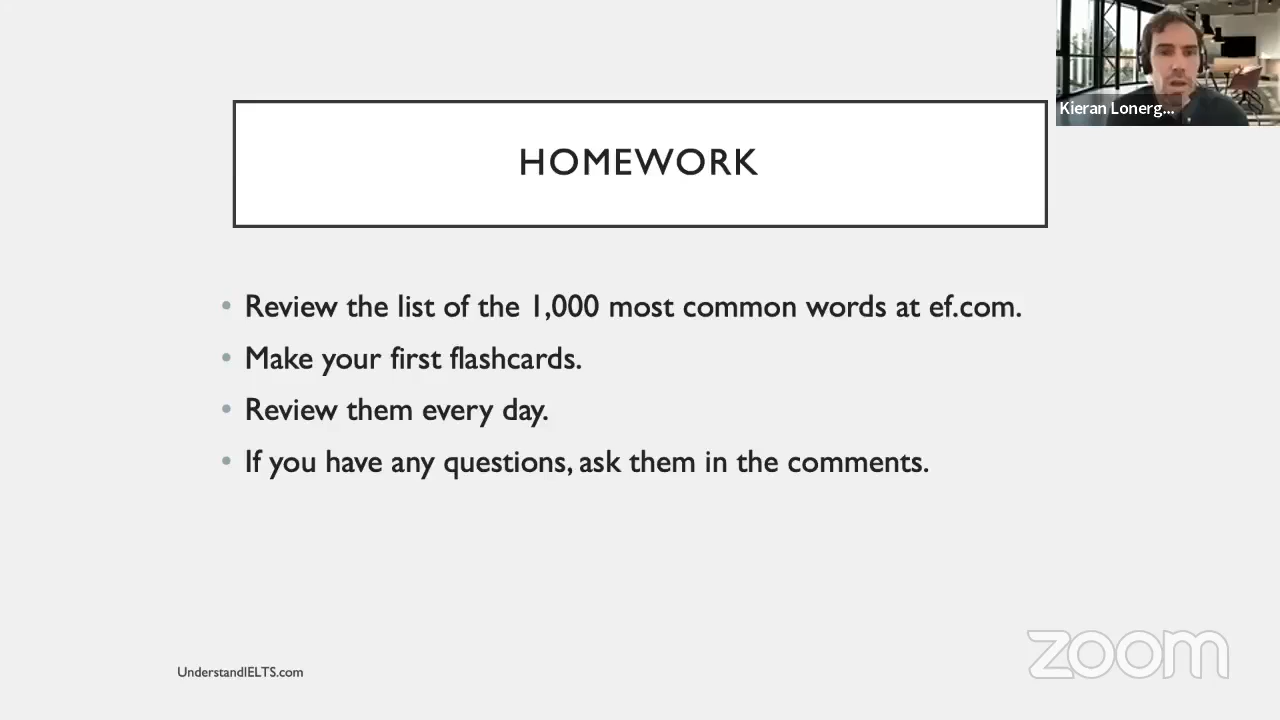 Kieran Lonerg...
HOMEWORK
Review the list of the 1,000 most common words at ef.com.
Make your first flashcards.
Review them every day.
If you have any questions, ask them in the comments.
UnderstandIELTS.com
zoom